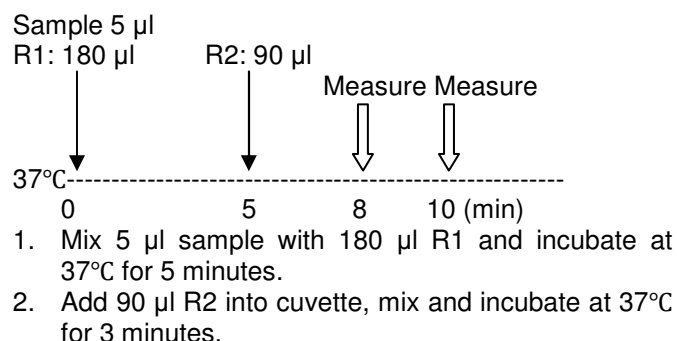 Sample 5 µl
R1: 180 µl R2: 90 µl
Measure Measure
37°C
0 5 8 10 (min)
1. Mix 5 µl sample with 180 µl R1 and incubate at
37°C for 5 minutes.
2. Add 90 µl R2 into cuvette, mix and incubate at 37°C
for 3 minutes.